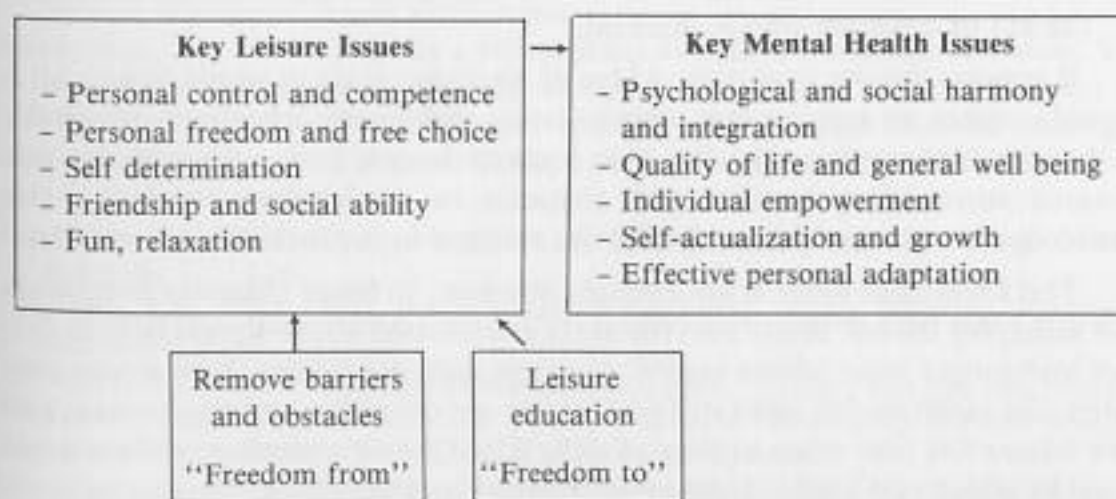 Key Leisure Issues
– Personal control and competence
– Personal freedom and free choice
– Self determination
– Friendship and social ability
– Fun, relaxation
Key Mental Health Issues
– Psychological and social harmony
and integration
– Quality of life and general well being
– Individual empowerment
– Self-actualization and growth
– Effective personal adaptation
Remove barriers
and obstacles
“Freedom from”
Leisure
education
“Freedom to”